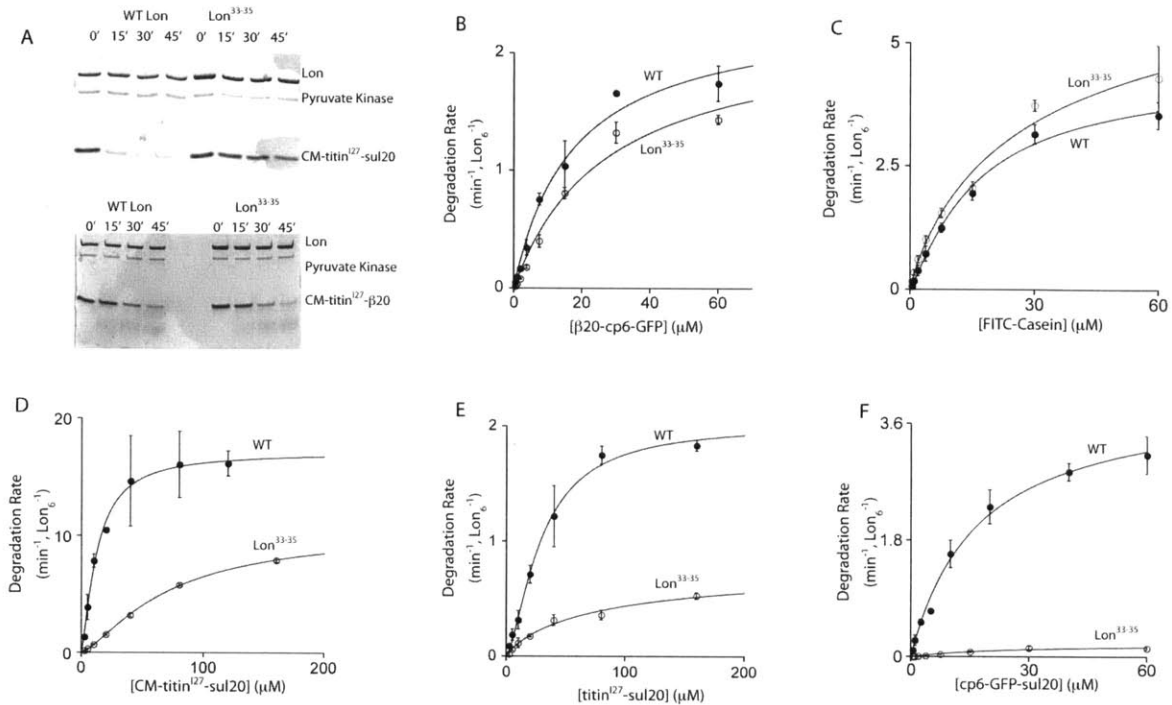 A
WT Lon Lon³³⁻³⁵
0' 15' 30' 45' 0' 15' 30' 45'
Lon
Pyruvate Kinase
CM-titinᴵ²⁷-sul20
WT Lon Lon³³⁻³⁵
0' 15' 30' 45' 0' 15' 30' 45'
Lon
Pyruvate Kinase
CM-titinᴵ²⁷-β20
B
Degradation Rate
(min⁻¹, Lon₆⁻¹)
2
1
0
WT
Lon³³⁻³⁵
0 20 40 60
[β20-cp6-GFP] (μM)
C
Degradation Rate
(min⁻¹, Lon₆⁻¹)
5
2.5
0
Lon³³⁻³⁵
WT
0 30 60
[FITC-Casein] (μM)
D
Degradation Rate
(min⁻¹, Lon₆⁻¹)
20
10
0
WT
Lon³³⁻³⁵
0 100 200
[CM-titinᴵ²⁷-sul20] (μM)
E
Degradation Rate
(min⁻¹, Lon₆⁻¹)
2
1
0
WT
Lon³³⁻³⁵
0 100 200
[titinᴵ²⁷-sul20] (μM)
F
Degradation Rate
(min⁻¹, Lon₆⁻¹)
3.6
1.8
0
WT
Lon³³⁻³⁵
0 30 60
[cp6-GFP-sul20] (μM)